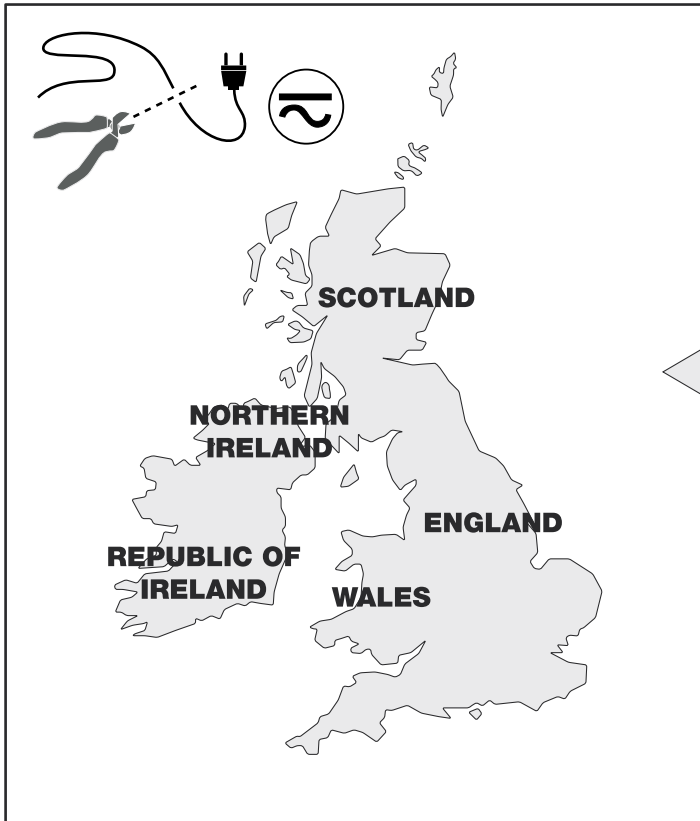 SCOTLAND
NORTHERN
IRELAND
ENGLAND
REPUBLIC OF
IRELAND
WALES